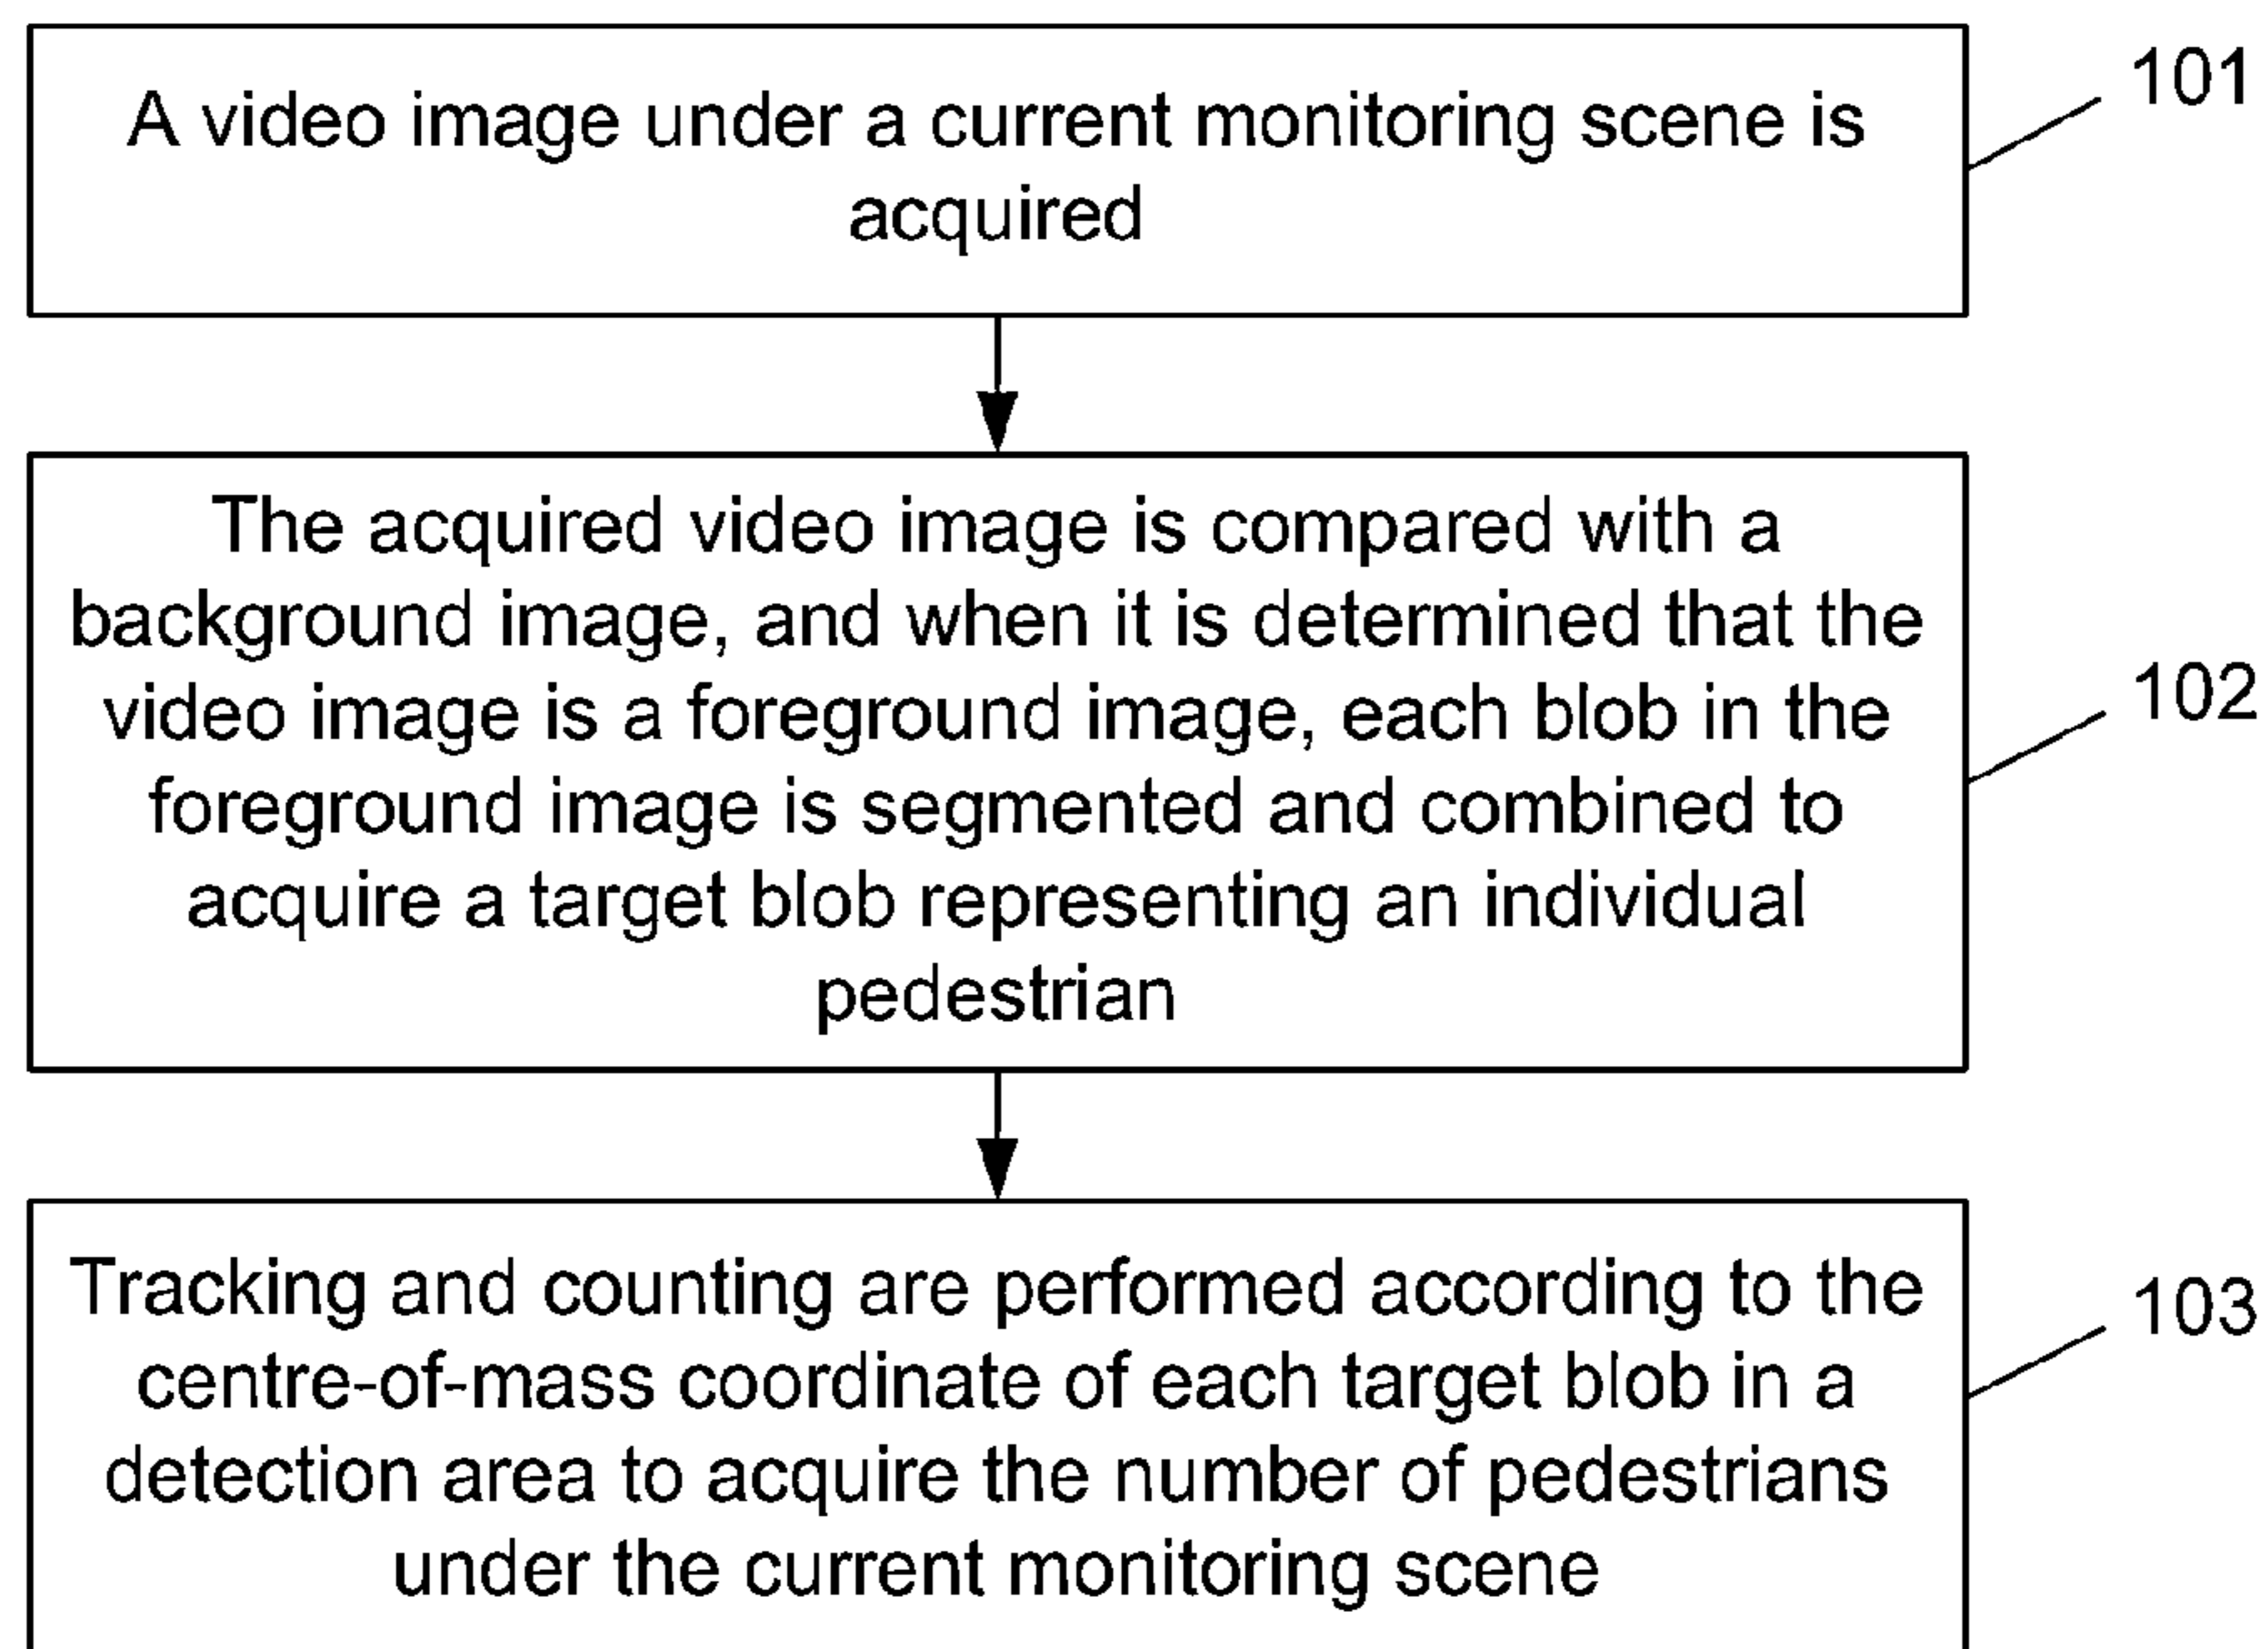 A video image under a current monitoring scene is
acquired
101
The acquired video image is compared with a
background image, and when it is determined that the
video image is a foreground image, each blob in the
foreground image is segmented and combined to
acquire a target blob representing an individual
pedestrian
102
Tracking and counting are performed according to the
centre-of-mass coordinate of each target blob in a
detection area to acquire the number of pedestrians
under the current monitoring scene
103